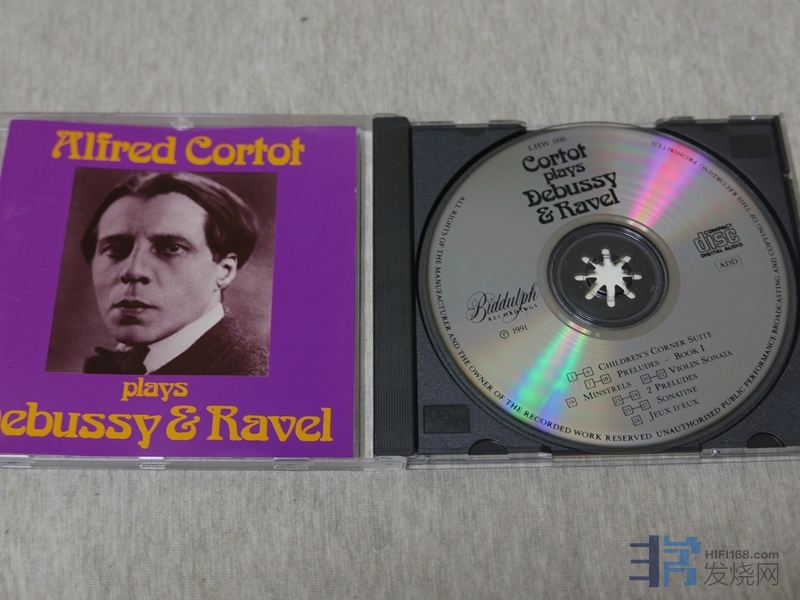 Alfred Cortot
plays
ebussy & Ravel
LHW 006
Cortot
plays
Debussy
& Ravel
COMPACT
disc
DIGITAL AUDIO
ADD
Biddulph
RECORDINGS
℗ 1991
CHILDREN'S CORNER SUITE
PRELUDES - BOOK I
MINSTRELS VIOLIN SONATA
2 PRELUDES
SONATINE
JEUX D'EUX
ALL RIGHTS OF THE MANUFACTURER AND THE OWNER OF THE RECORDED WORK RESERVED UNAUTHORISED PUBLIC PERFORMANCE BROADCASTING AND COPYING OF THIS RECORDING PROHIBITED
HIFI168.com
发烧网